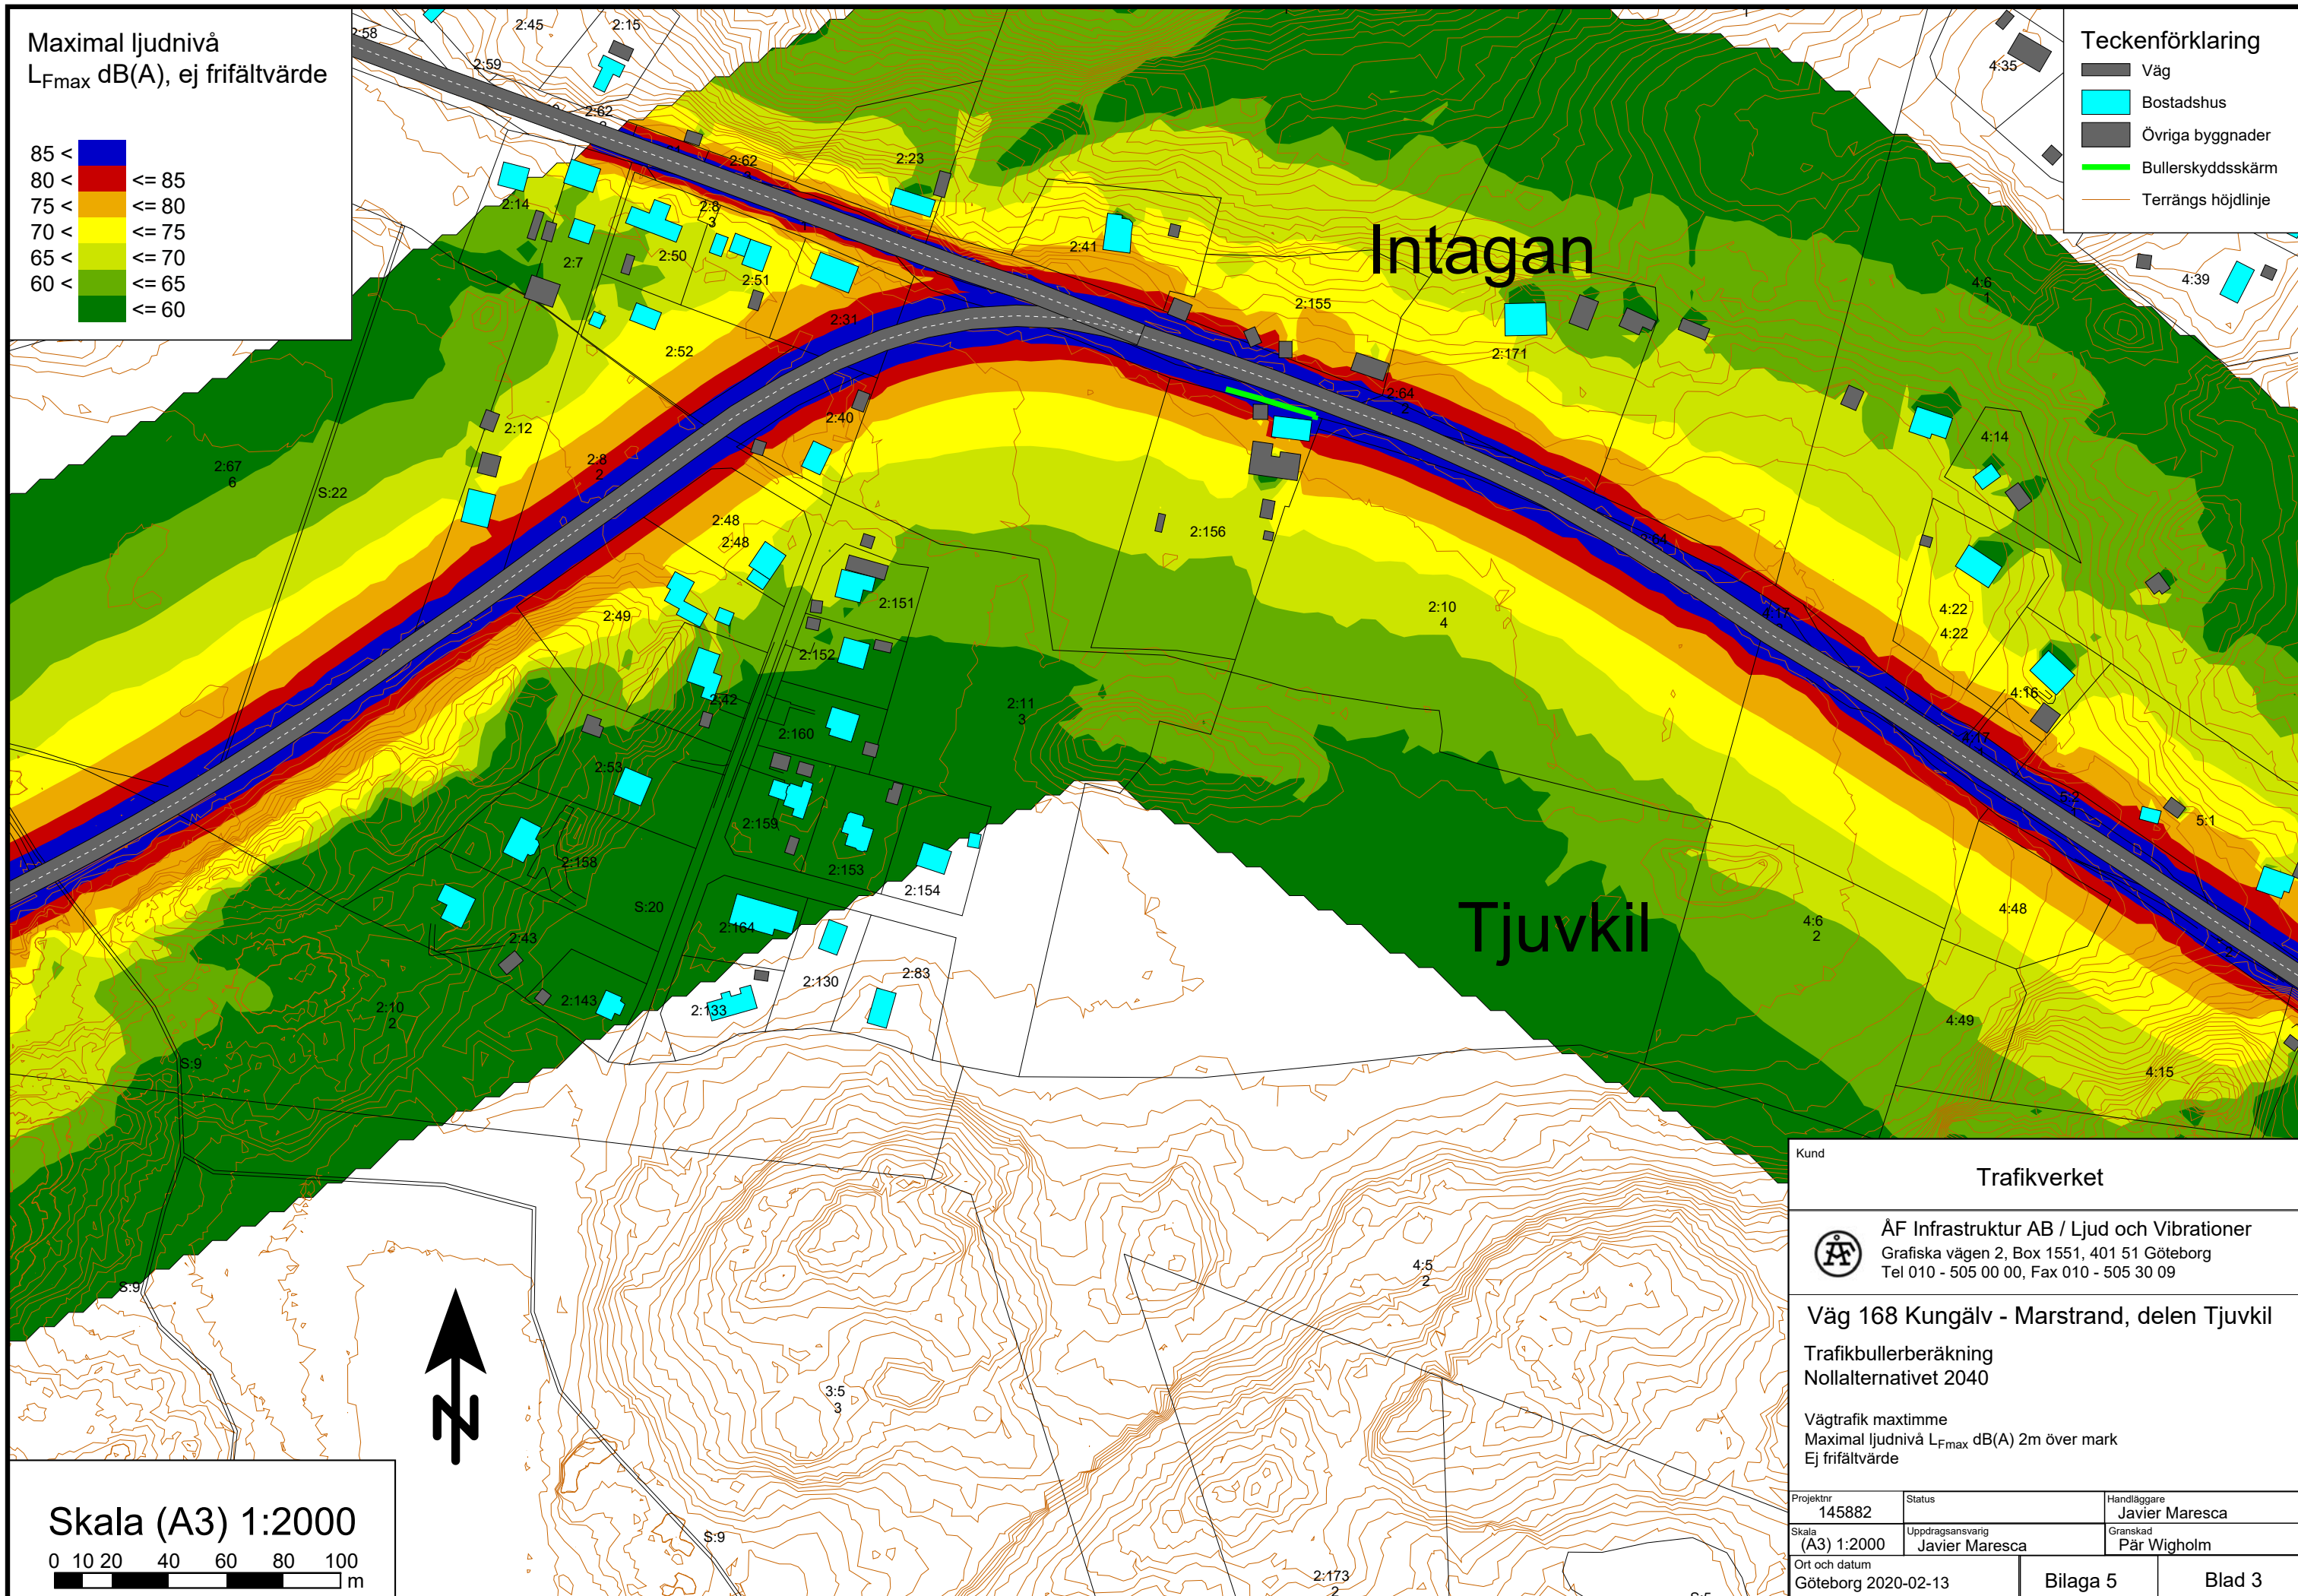 Maximal ljudnivå
LFmax dB(A), ej frifältvärde
85 <
80 < <= 85
75 < <= 80
70 < <= 75
65 < <= 70
60 < <= 65
<= 60
Teckenförklaring
Väg
Bostadshus
Övriga byggnader
Bullerskyddsskärm
Terrängs höjdlinje
2:58
2:45
2:15
2:59
2:62
2:62
2:23
4:35
4:39
2:14
2:8
3
2:7
2:50
2:51
2:41
Intagan
4:6
1
2:155
2:31
2:52
2:171
2:64
2
2:40
2:12
4:14
2:67
6
S:22
2:8
2
2:48
2:48
2:156
2:49
2:151
2:10
4
4:17
4:22
4:22
2:152
2:42
4:16
2:11
3
2:160
2:53
5:1
2:159
2:158
2:153
2:154
S:20
2:164
Tjuvkil
4:6
2
4:48
2:43
2:143
2:130
2:83
2:133
2:10
2
4:49
S:9
4:15
S:9
4:5
2
3:5
3
S:9
2:173
2
N
Skala (A3) 1:2000
0 10 20 40 60 80 100
m
Kund
Trafikverket
ÅF
ÅF Infrastruktur AB / Ljud och Vibrationer
Grafiska vägen 2, Box 1551, 401 51 Göteborg
Tel 010 - 505 00 00, Fax 010 - 505 30 09
Väg 168 Kungälv - Marstrand, delen Tjuvkil
Trafikbullerberäkning
Nollalternativet 2040
Vägtrafik maxtimme
Maximal ljudnivå LFmax dB(A) 2m över mark
Ej frifältvärde
Projektnr
145882
Status
Handläggare
Javier Maresca
Skala
(A3) 1:2000
Uppdragsansvarig
Javier Maresca
Granskad
Pär Wigholm
Ort och datum
Göteborg 2020-02-13
Bilaga 5
Blad 3